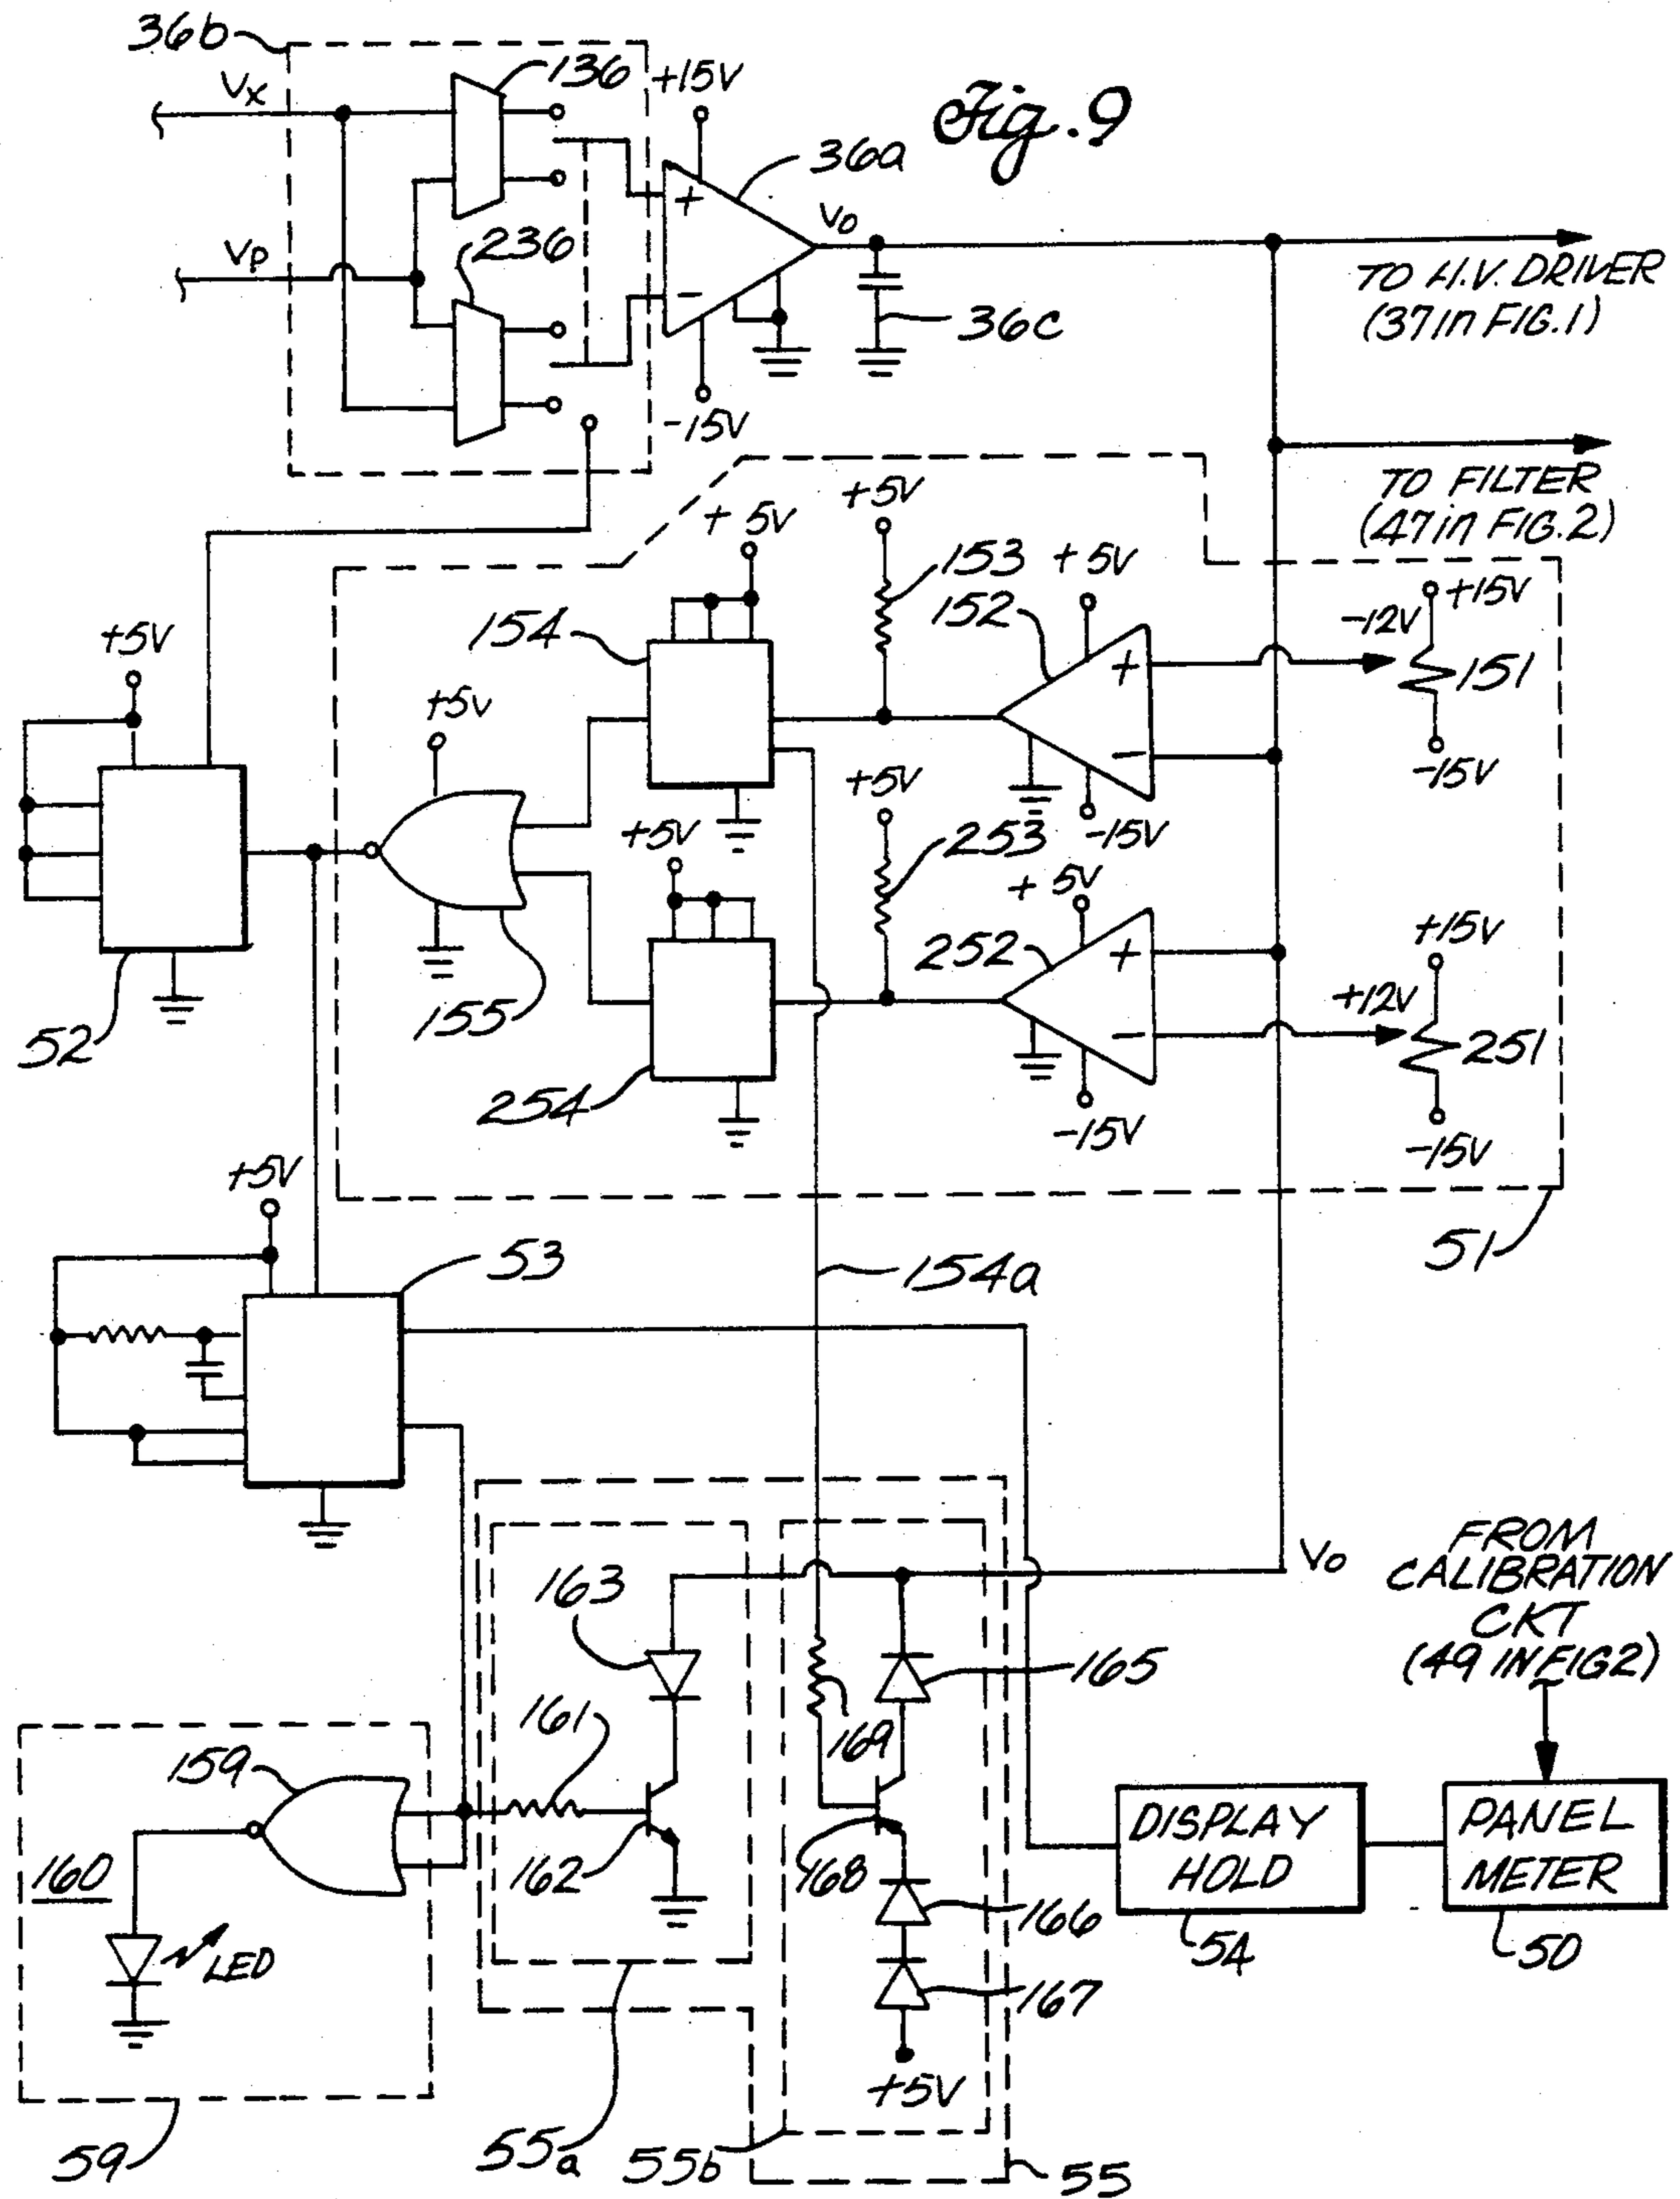 36b
Vx
136
+15V
Fig. 9
36a
Vo
Vp
236
+
-
36c
-15V
TO H.V. DRIVER
(37 in FIG. 1)
TO FILTER
(47 in FIG. 2)
+5V
+5V
153
+5V
152
154
+
-
-12V
+15V
151
-15V
+5V
+5V
+5V
-15V
253
+5V
+5V
252
+
-
+15V
+12V
251
-15V
-15V
52
155
254
+5V
53
154a
51
Vo
FROM
CALIBRATION
CKT
(49 IN FIG 2)
163
165
161
169
159
160
162
168
DISPLAY
HOLD
PANEL
METER
LED
166
54
50
167
+5V
59
55a
55b
55